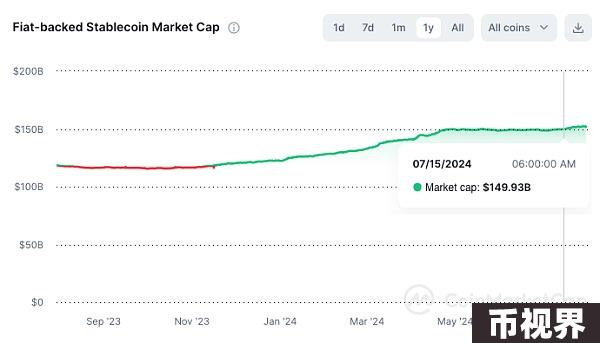 Fiat-backed Stablecoin Market Cap
1d 7d 1m 1y All All coins
$200B
$150B
$100B
$50B
$0
07/15/2024 06:00:00 AM
Market cap: $149.93B
CoinMarketCap
Sep '23 Nov '23 Jan '24 Mar '24 May '24
币视界